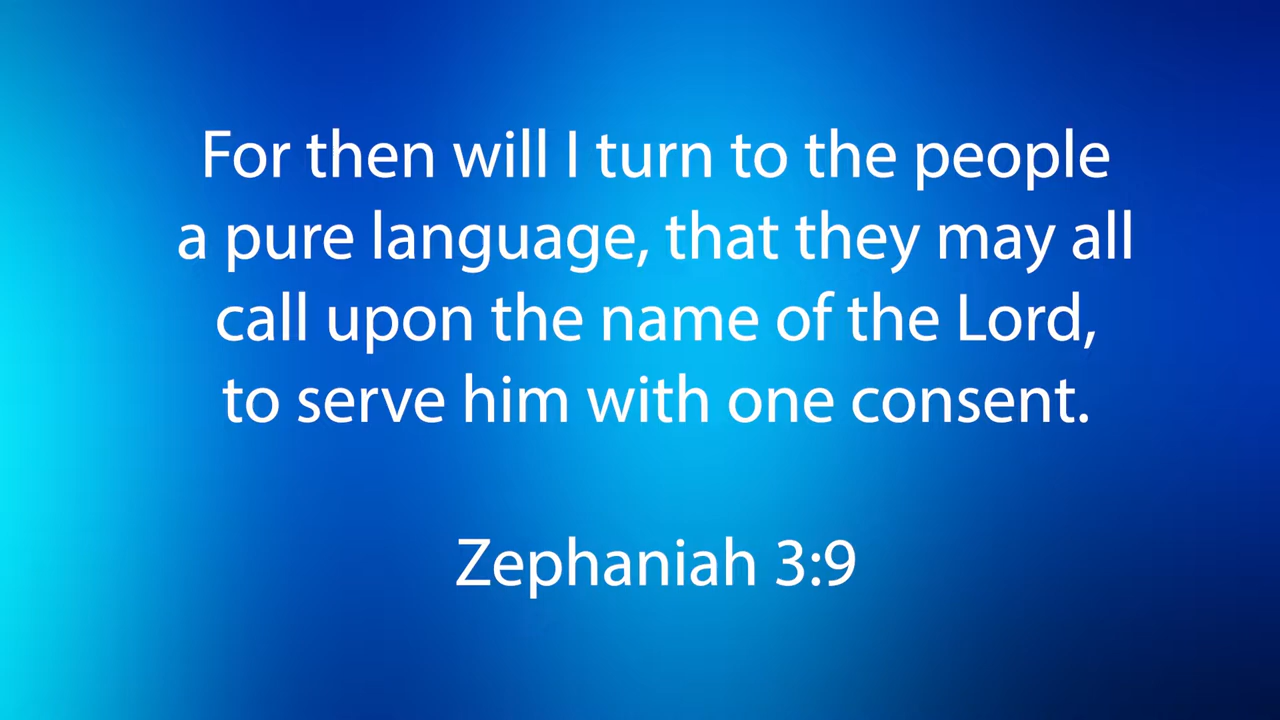 For then will I turn to the people
a pure language, that they may all
call upon the name of the Lord,
to serve him with one consent.
Zephaniah 3:9